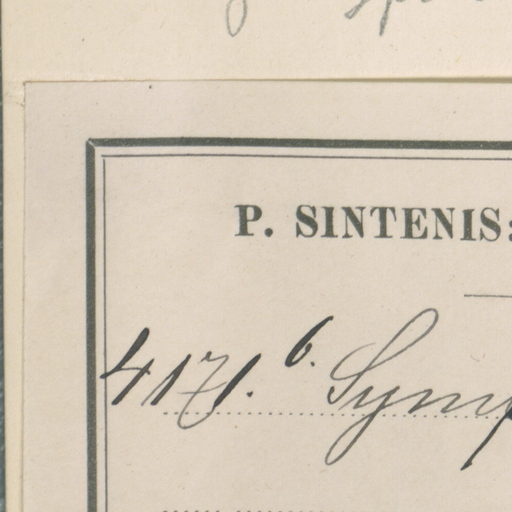 P. SINTENIS:
4171. b. Symp